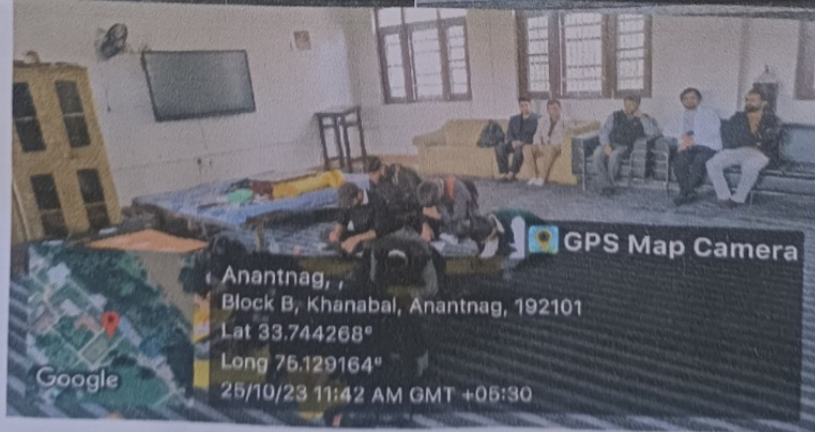 GPS Map Camera
Anantnag, ,
Block B, Khanabal, Anantnag, 192101
Lat 33.744268°
Long 75.129164°
25/10/23 11:42 AM GMT +05:30
Google